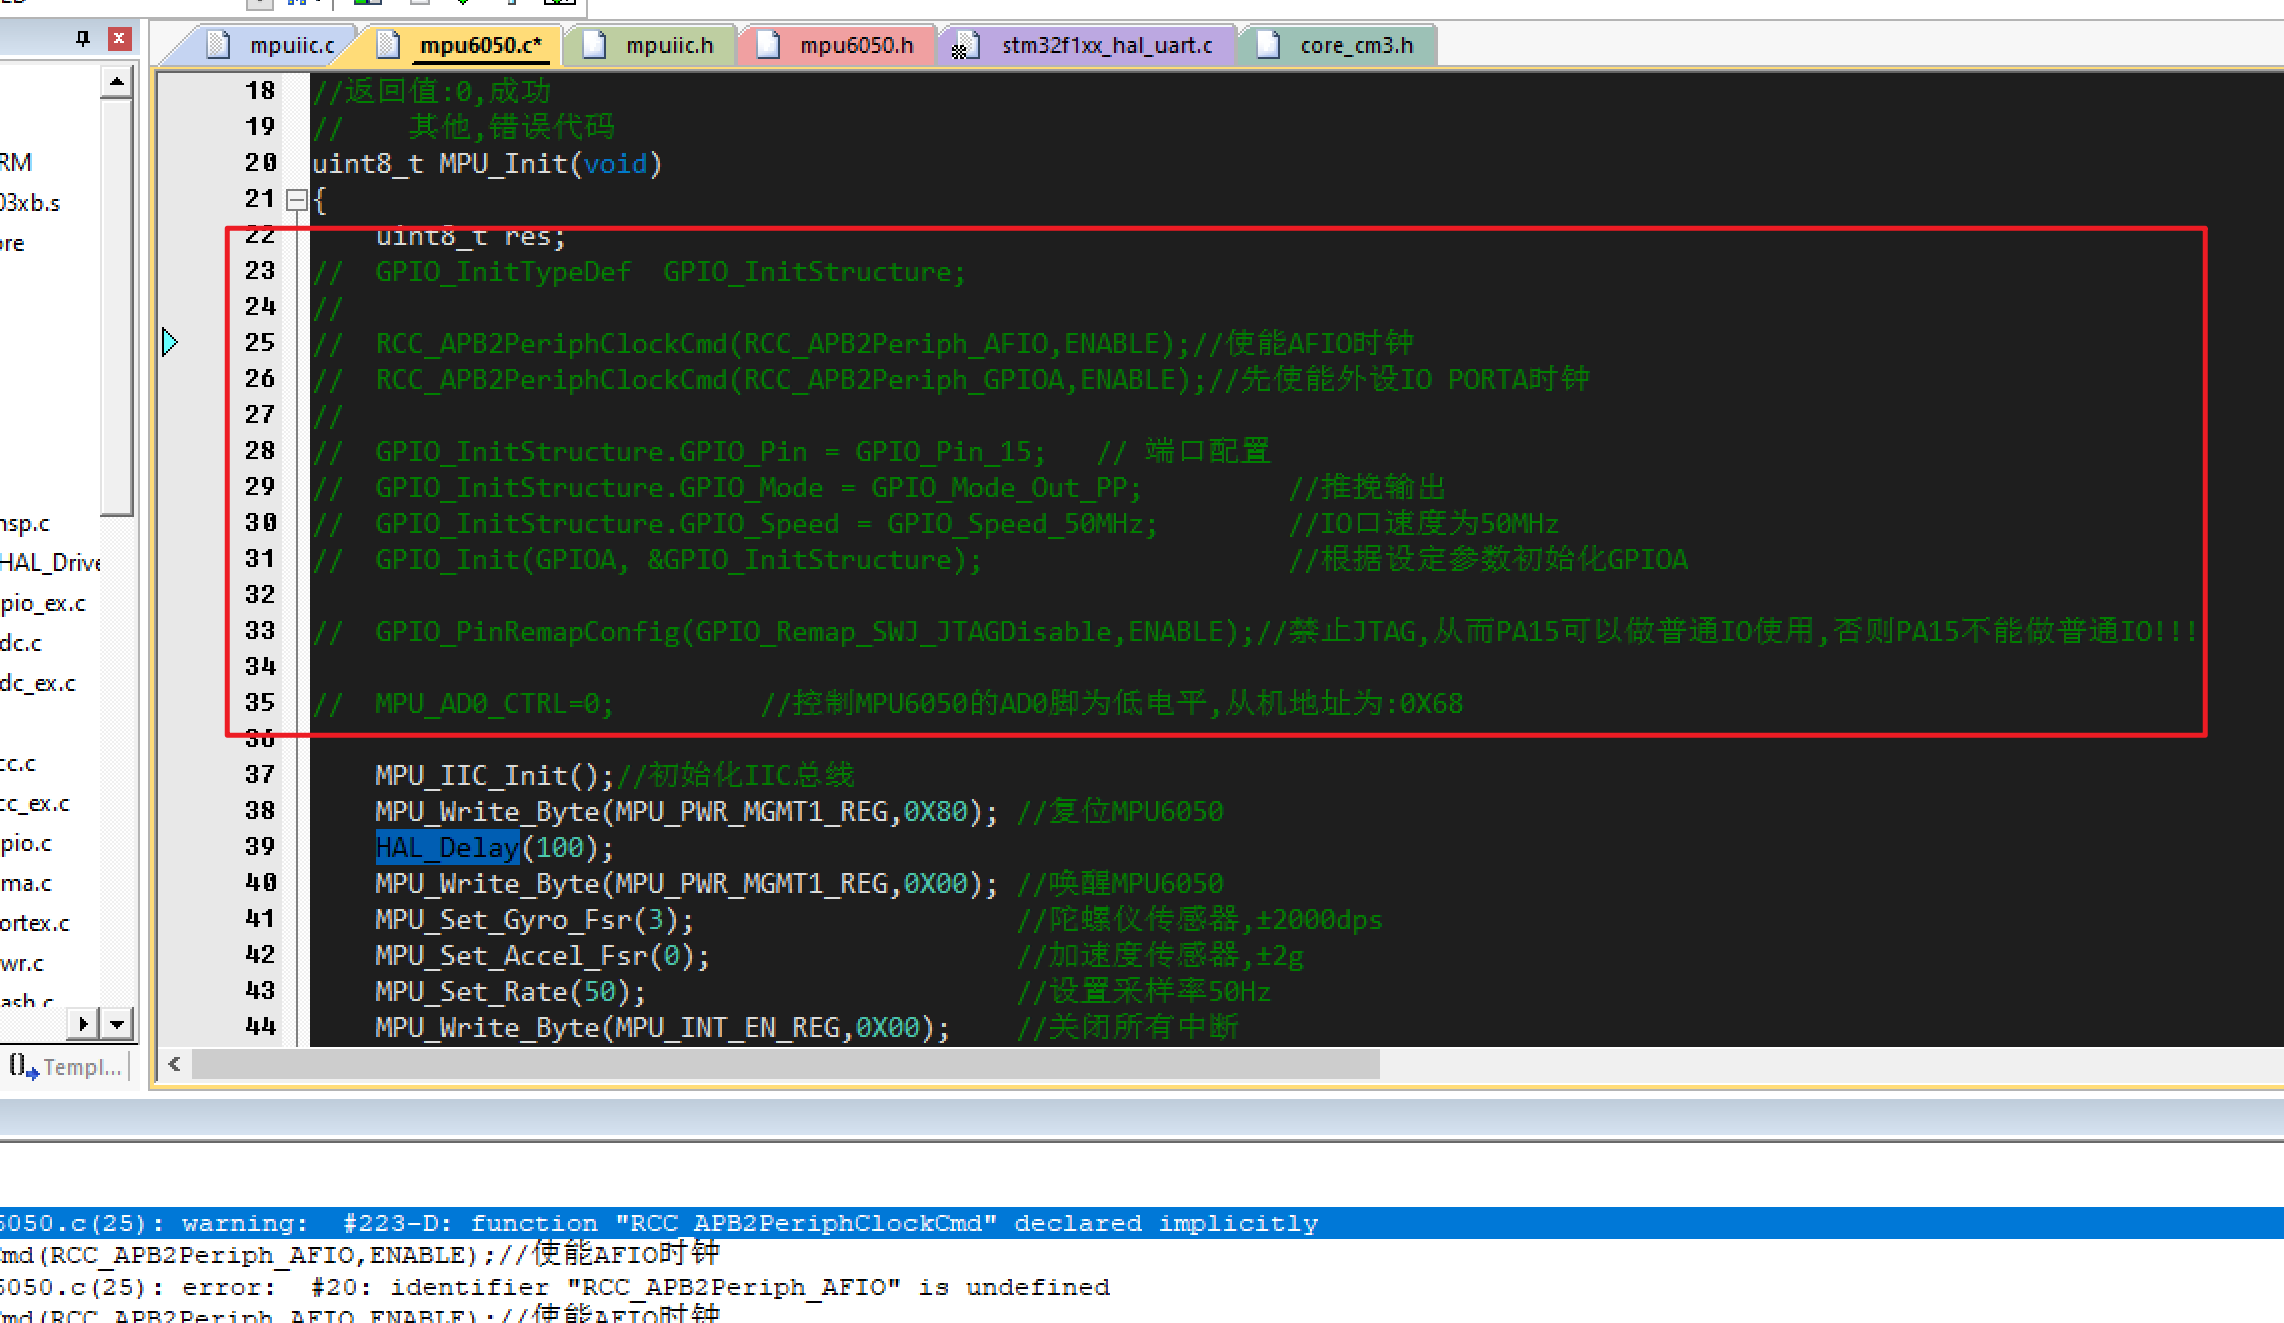 mpuiic.c mpu6050.c* mpuiic.h mpu6050.h stm32f1xx_hal_uart.c core_cm3.h
RM
03xb.s
ore
nsp.c
HAL_Drive
pio_ex.c
dc.c
dc_ex.c
cc.c
cc_ex.c
pio.c
ma.c
ortex.c
wr.c
ash.c
Templ...
18 //返回值:0,成功
19 // 其他,错误代码
20 uint8_t MPU_Init(void)
21 {
22 uint8_t res;
23 // GPIO_InitTypeDef GPIO_InitStructure;
24 //
25 // RCC_APB2PeriphClockCmd(RCC_APB2Periph_AFIO,ENABLE);//使能AFIO时钟
26 // RCC_APB2PeriphClockCmd(RCC_APB2Periph_GPIOA,ENABLE);//先使能外设IO PORTA时钟
27 //
28 // GPIO_InitStructure.GPIO_Pin = GPIO_Pin_15; // 端口配置
29 // GPIO_InitStructure.GPIO_Mode = GPIO_Mode_Out_PP; //推挽输出
30 // GPIO_InitStructure.GPIO_Speed = GPIO_Speed_50MHz; //IO口速度为50MHz
31 // GPIO_Init(GPIOA, &GPIO_InitStructure); //根据设定参数初始化GPIOA
32
33 // GPIO_PinRemapConfig(GPIO_Remap_SWJ_JTAGDisable,ENABLE);//禁止JTAG,从而PA15可以做普通IO使用,否则PA15不能做普通IO!!!
34
35 // MPU_AD0_CTRL=0; //控制MPU6050的AD0脚为低电平,从机地址为:0X68
36
37 MPU_IIC_Init();//初始化IIC总线
38 MPU_Write_Byte(MPU_PWR_MGMT1_REG,0X80); //复位MPU6050
39 HAL_Delay(100);
40 MPU_Write_Byte(MPU_PWR_MGMT1_REG,0X00); //唤醒MPU6050
41 MPU_Set_Gyro_Fsr(3); //陀螺仪传感器,±2000dps
42 MPU_Set_Accel_Fsr(0); //加速度传感器,±2g
43 MPU_Set_Rate(50); //设置采样率50Hz
44 MPU_Write_Byte(MPU_INT_EN_REG,0X00); //关闭所有中断
6050.c(25): warning: #223-D: function "RCC_APB2PeriphClockCmd" declared implicitly
Cmd(RCC_APB2Periph_AFIO,ENABLE);//使能AFIO时钟
6050.c(25): error: #20: identifier "RCC_APB2Periph_AFIO" is undefined
Cmd(RCC_APB2Periph_AFIO,ENABLE);//使能AFIO时钟